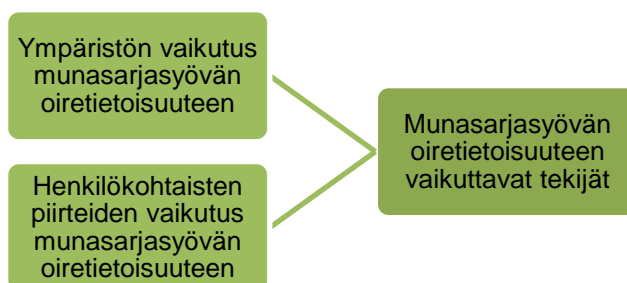 Ympäristön vaikutus
munasarjasyövän
oiretietoisuuteen
Henkilökohtaisten
piirteiden vaikutus
munasarjasyövän
oiretietoisuuteen
Munasarjasyövän
oiretietoisuuteen
vaikuttavat tekijät